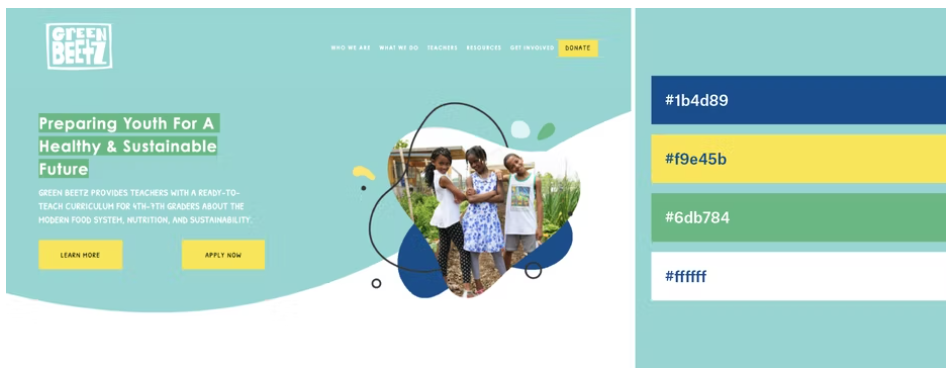 GREEN
BEETZ
WHO WE ARE WHAT WE DO TEACHERS RESOURCES GET INVOLVED DONATE
Preparing Youth For A
Healthy & Sustainable
Future
GREEN BEETZ PROVIDES TEACHERS WITH A READY-TO-
TEACH CURRICULUM FOR 4TH-7TH GRADERS ABOUT THE
MODERN FOOD SYSTEM, NUTRITION, AND SUSTAINABILITY.
LEARN MORE APPLY NOW
#1b4d89
#f9e45b
#6db784
#ffffff